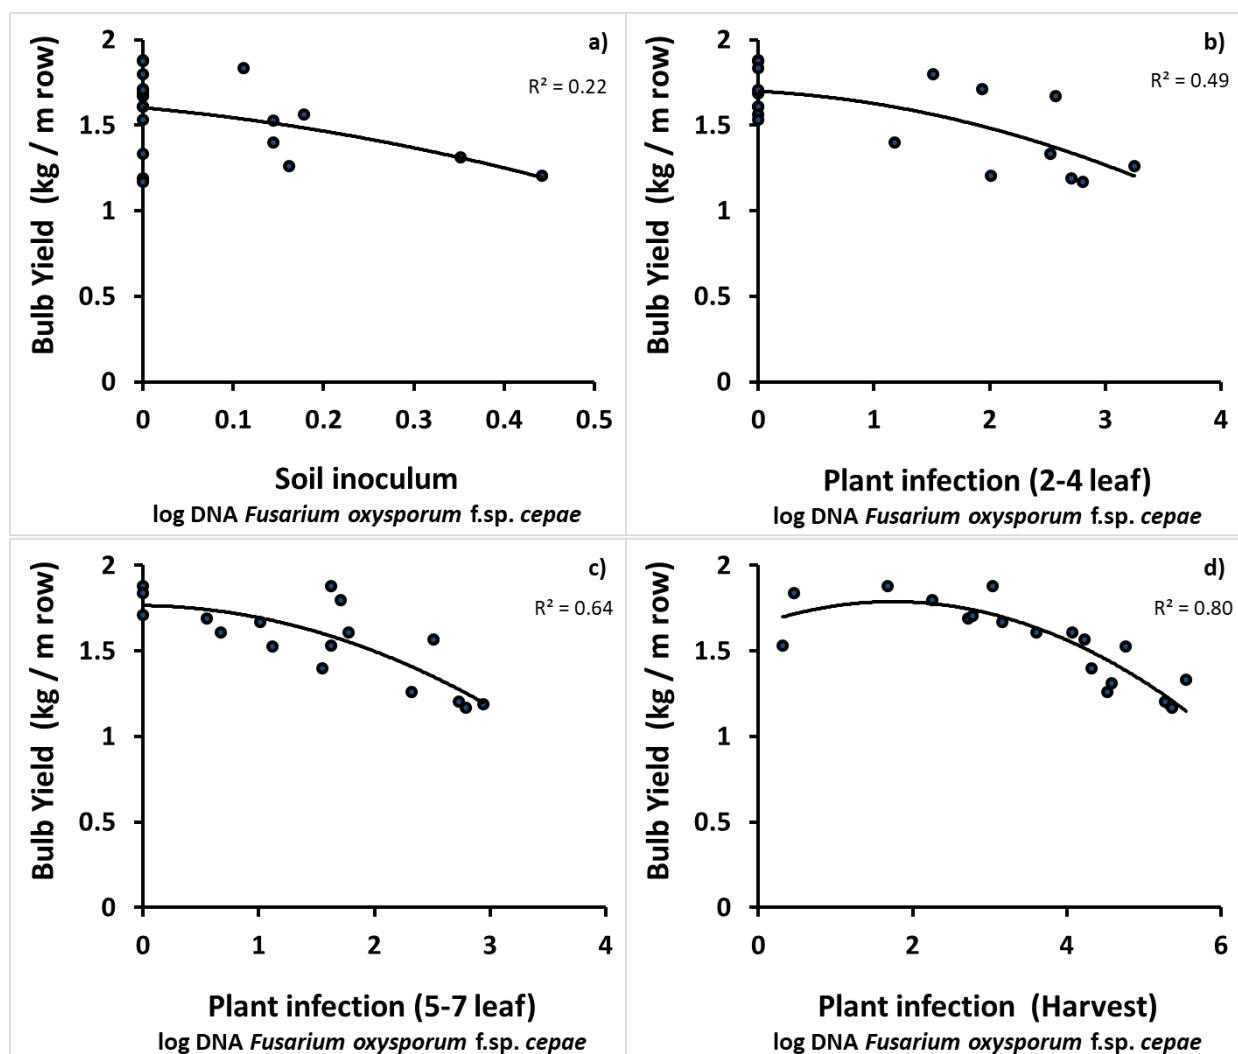 a)
R² = 0.22
Bulb Yield (kg / m row)
2
1.5
1
0.5
0
0 0.1 0.2 0.3 0.4 0.5
Soil inoculum
log DNA Fusarium oxysporum f.sp. cepae
b)
R² = 0.49
Bulb Yield (kg / m row)
2
1.5
1
0.5
0
0 1 2 3 4
Plant infection (2-4 leaf)
log DNA Fusarium oxysporum f.sp. cepae
c)
R² = 0.64
Bulb Yield (kg / m row)
2
1.5
1
0.5
0
0 1 2 3 4
Plant infection (5-7 leaf)
log DNA Fusarium oxysporum f.sp. cepae
d)
R² = 0.80
Bulb Yield (kg / m row)
2
1.5
1
0.5
0
0 2 4 6
Plant infection (Harvest)
log DNA Fusarium oxysporum f.sp. cepae